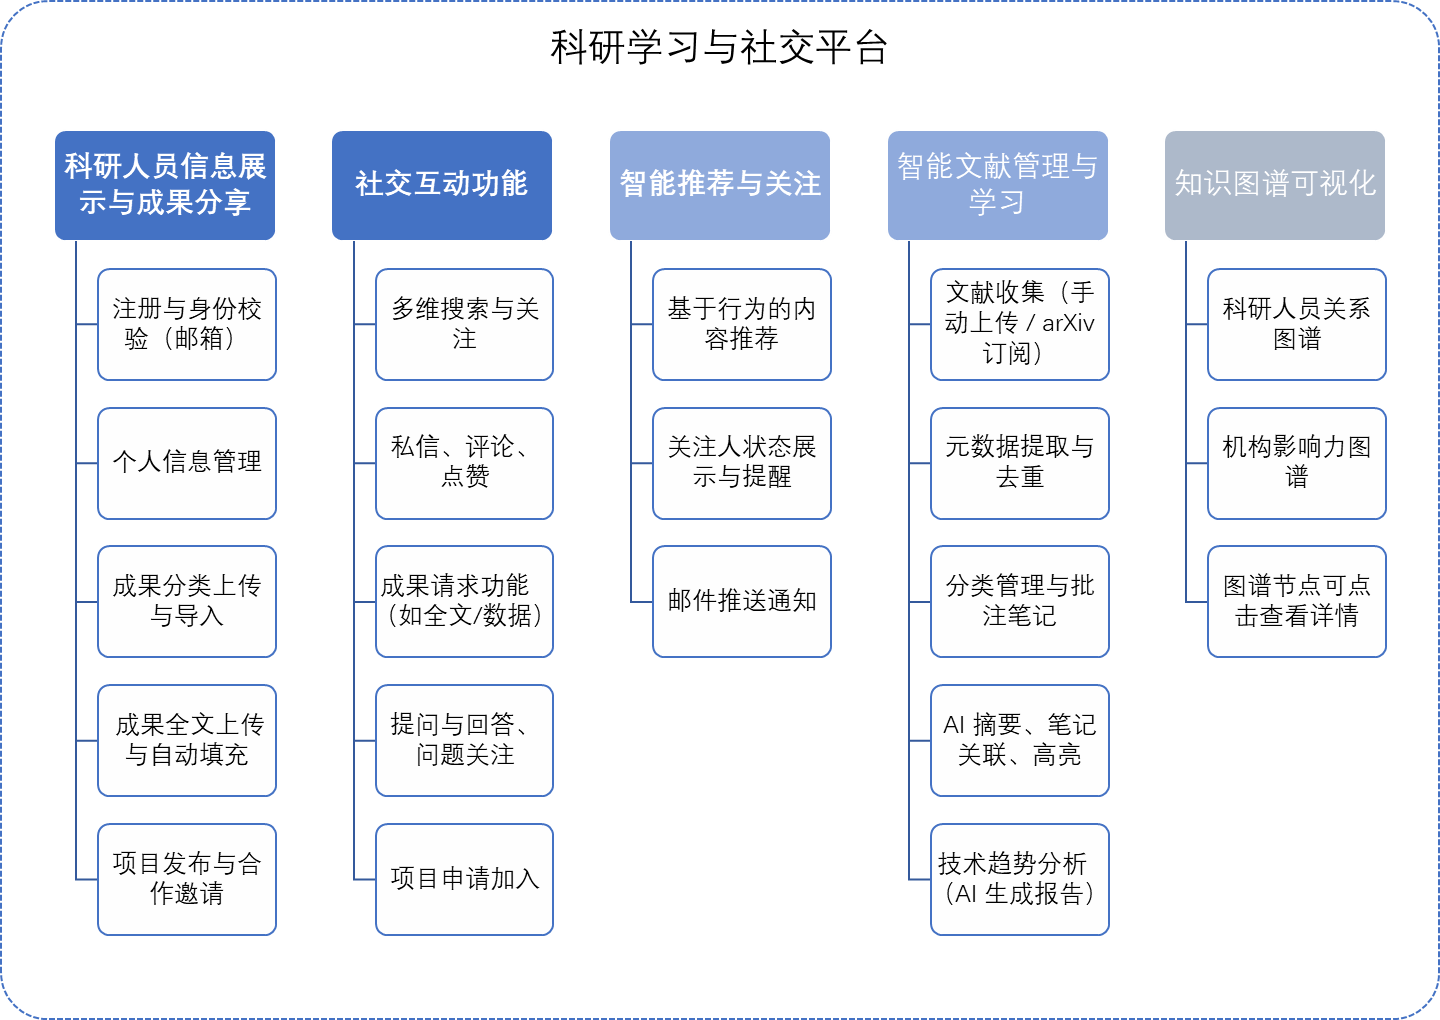 科研学习与社交平台
科研人员信息展
示与成果分享
注册与身份校
验（邮箱）
个人信息管理
成果分类上传
与导入
成果全文上传
与自动填充
项目发布与合
作邀请
社交互动功能
多维搜索与关
注
私信、评论、
点赞
成果请求功能
（如全文/数据）
提问与回答、
问题关注
项目申请加入
智能推荐与关注
基于行为的内
容推荐
关注人状态展
示与提醒
邮件推送通知
智能文献管理与
学习
文献收集（手
动上传 / arXiv
订阅）
元数据提取与
去重
分类管理与批
注笔记
AI 摘要、笔记
关联、高亮
技术趋势分析
（AI 生成报告）
知识图谱可视化
科研人员关系
图谱
机构影响力图
谱
图谱节点可点
击查看详情